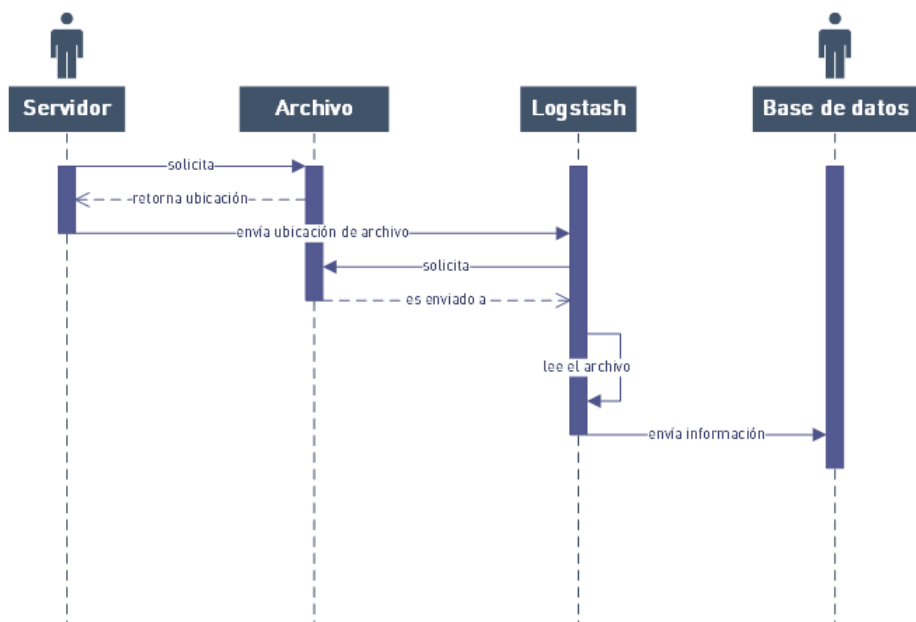 Servidor
Archivo
Logstash
Base de datos
solicita
retorna ubicación
envía ubicación de archivo
solicita
es enviado a
lee el archivo
envía información